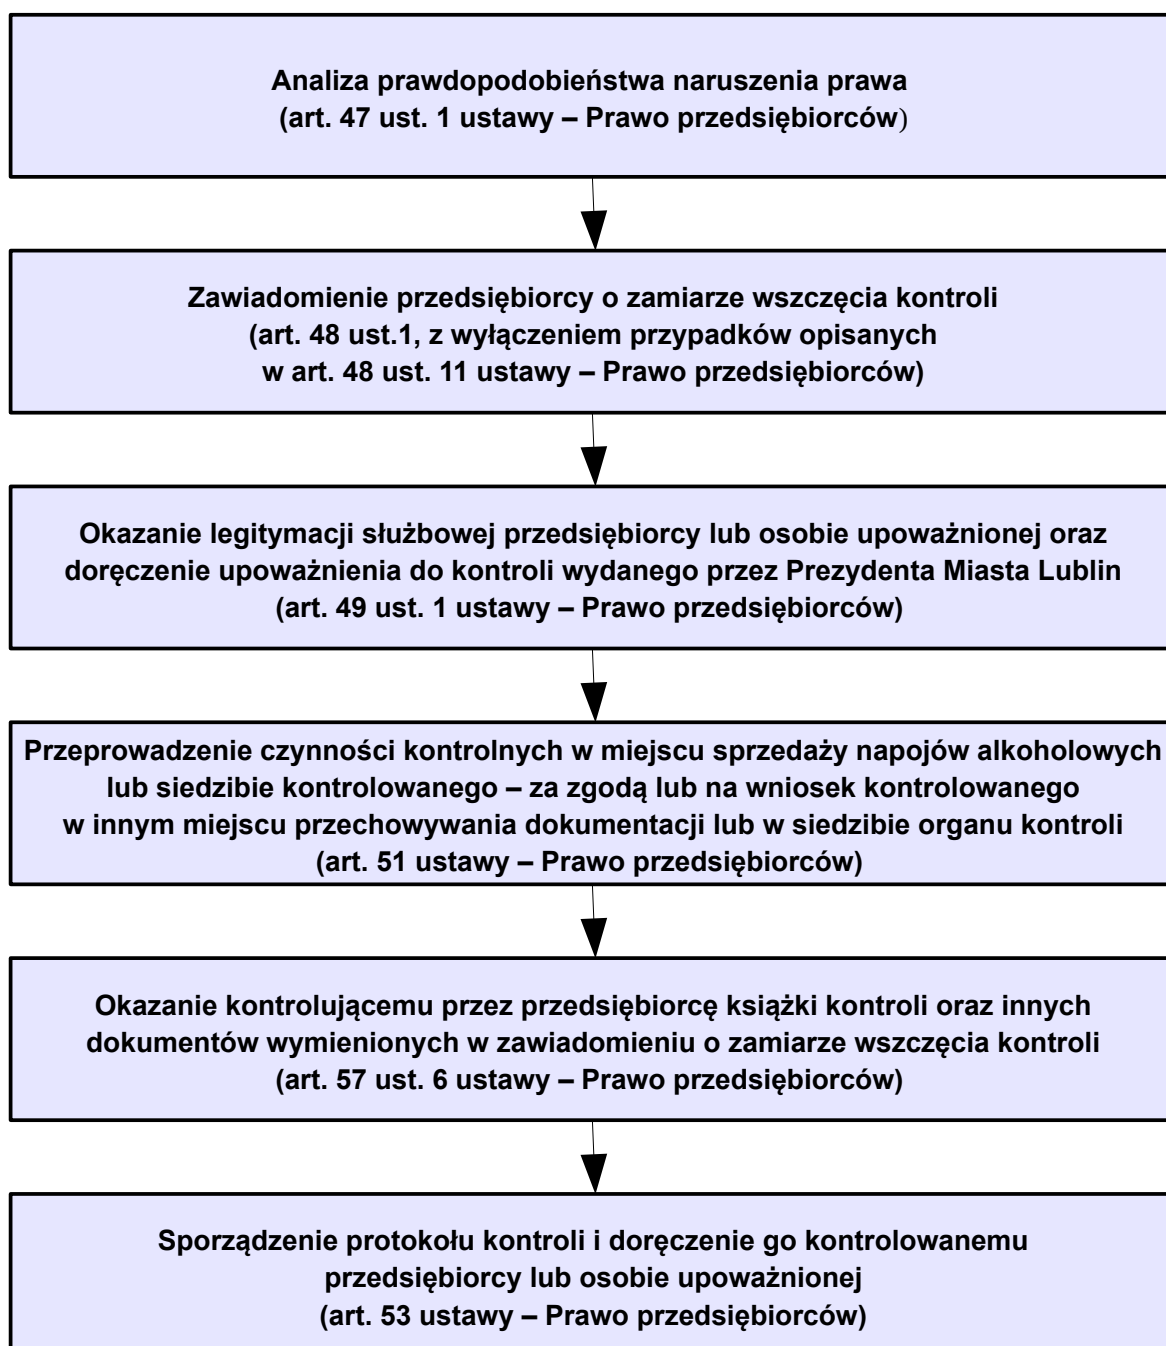 Analiza prawdopodobieństwa naruszenia prawa
(art. 47 ust. 1 ustawy – Prawo przedsiębiorców)
Zawiadomienie przedsiębiorcy o zamiarze wszczęcia kontroli
(art. 48 ust.1, z wyłączeniem przypadków opisanych
w art. 48 ust. 11 ustawy – Prawo przedsiębiorców)
Okazanie legitymacji służbowej przedsiębiorcy lub osobie upoważnionej oraz
doręczenie upoważnienia do kontroli wydanego przez Prezydenta Miasta Lublin
(art. 49 ust. 1 ustawy – Prawo przedsiębiorców)
Przeprowadzenie czynności kontrolnych w miejscu sprzedaży napojów alkoholowych
lub siedzibie kontrolowanego – za zgodą lub na wniosek kontrolowanego
w innym miejscu przechowywania dokumentacji lub w siedzibie organu kontroli
(art. 51 ustawy – Prawo przedsiębiorców)
Okazanie kontrolującemu przez przedsiębiorcę książki kontroli oraz innych
dokumentów wymienionych w zawiadomieniu o zamiarze wszczęcia kontroli
(art. 57 ust. 6 ustawy – Prawo przedsiębiorców)
Sporządzenie protokołu kontroli i doręczenie go kontrolowanemu
przedsiębiorcy lub osobie upoważnionej
(art. 53 ustawy – Prawo przedsiębiorców)